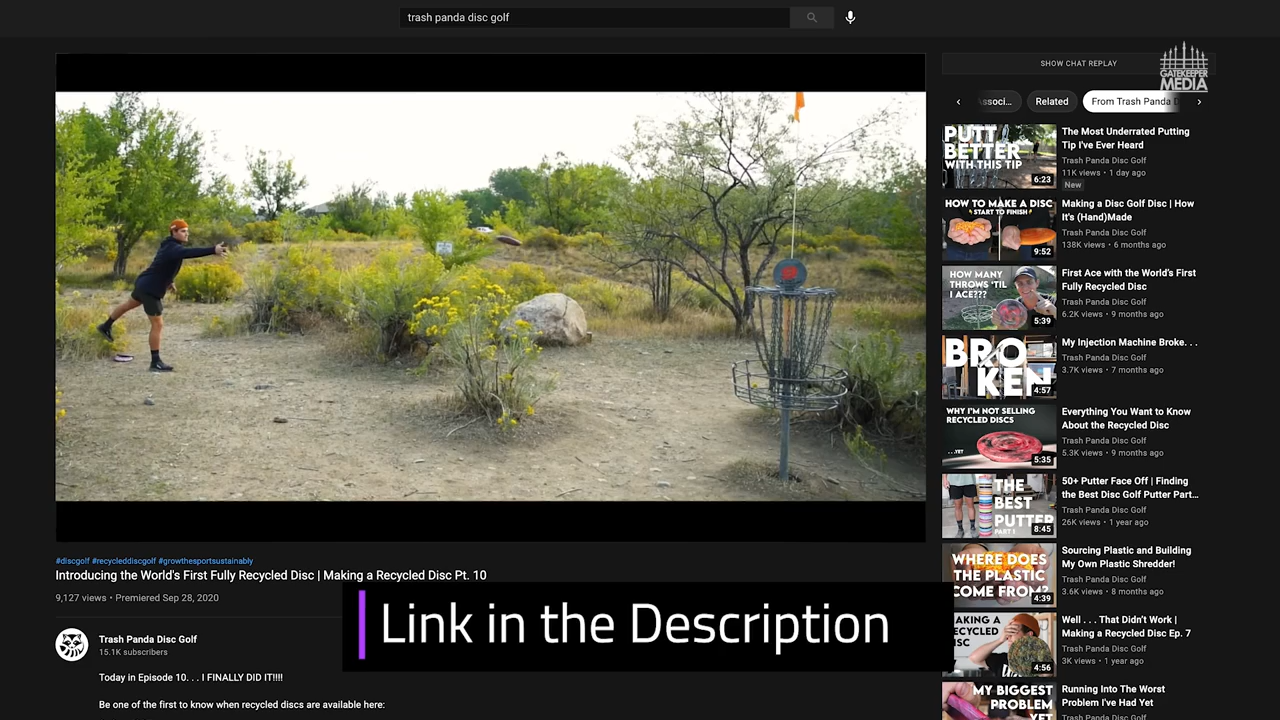 trash panda disc golf
SHOW CHAT REPLAY
GATEKEEPER
MEDIA
Related
From Trash Panda
PUTT
BETTER
WITH THIS TIP
6:23
The Most Underrated Putting
Tip I've Ever Heard
Trash Panda Disc Golf
11K views • 1 day ago
New
HOW TO MAKE A DISC
START TO FINISH
9:52
Making a Disc Golf Disc | How
It's (Hand)Made
Trash Panda Disc Golf
138K views • 6 months ago
HOW MANY
THROWS 'TIL
I ACE???
5:39
First Ace with the World's First
Fully Recycled Disc
Trash Panda Disc Golf
6.2K views • 9 months ago
BRO
KEN
4:57
My Injection Machine Broke. . .
Trash Panda Disc Golf
3.7K views • 7 months ago
WHY I'M NOT SELLING
RECYCLED DISCS
...YET
5:35
Everything You Want to Know
About the Recycled Disc
Trash Panda Disc Golf
5.3K views • 9 months ago
THE
BEST
PUTTER
PART 1
8:45
50+ Putter Face Off | Finding
the Best Disc Golf Putter Part...
Trash Panda Disc Golf
26K views • 1 year ago
WHERE DOES
THE PLASTIC
COME FROM?
4:39
Sourcing Plastic and Building
My Own Plastic Shredder!
Trash Panda Disc Golf
3.6K views • 8 months ago
MAKING A
RECYCLED
DISC
4:56
Well . . . That Didn't Work |
Making a Recycled Disc Ep. 7
Trash Panda Disc Golf
3K views • 1 year ago
MY BIGGEST
PROBLEM
YET
Running Into The Worst
Problem I've Had Yet
Trash Panda Disc Golf
#discgolf #recycleddiscgolf #growthesportsustainably
Introducing the World's First Fully Recycled Disc | Making a Recycled Disc Pt. 10
9,127 views • Premiered Sep 28, 2020
Link in the Description
Trash Panda Disc Golf
15.1K subscribers
Today in Episode 10. . . I FINALLY DID IT!!!!
Be one of the first to know when recycled discs are available here: